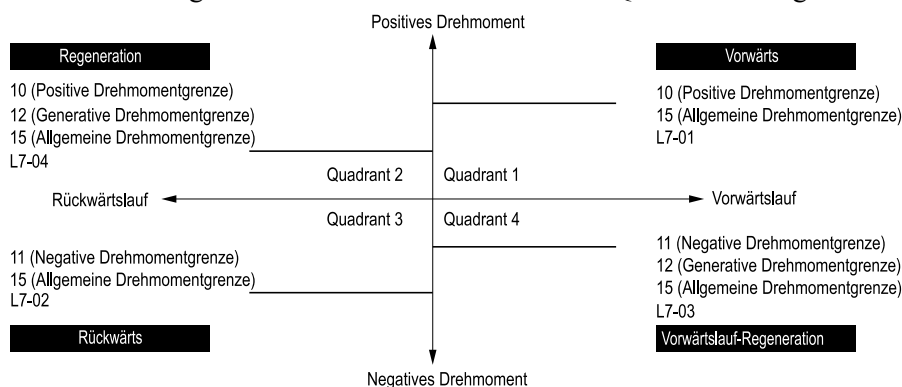 Positives Drehmoment
Regeneration
10 (Positive Drehmomentgrenze)
12 (Generative Drehmomentgrenze)
15 (Allgemeine Drehmomentgrenze)
L7-04
Vorwärts
10 (Positive Drehmomentgrenze)
15 (Allgemeine Drehmomentgrenze)
L7-01
Quadrant 2
Quadrant 1
Rückwärtslauf
Vorwärtslauf
Quadrant 3
Quadrant 4
11 (Negative Drehmomentgrenze)
15 (Allgemeine Drehmomentgrenze)
L7-02
Rückwärts
11 (Negative Drehmomentgrenze)
12 (Generative Drehmomentgrenze)
15 (Allgemeine Drehmomentgrenze)
L7-03
Vorwärtslauf-Regeneration
Negatives Drehmoment